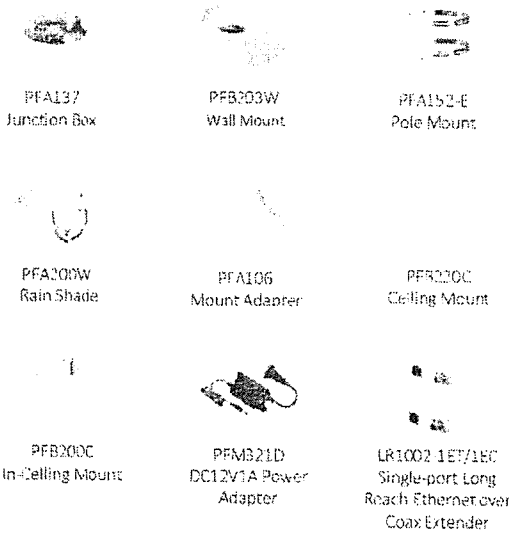 PFA137
Junction Box
PFB203W
Wall Mount
PFA152-E
Pole Mount
PFA200W
Rain Shade
PFA106
Mount Adapter
PFB220C
Ceiling Mount
PFB200C
In-Ceiling Mount
PFM321D
DC12V1A Power
Adapter
LR1002-1ET/1EC
Single-port Long
Reach Ethernet over
Coax Extender